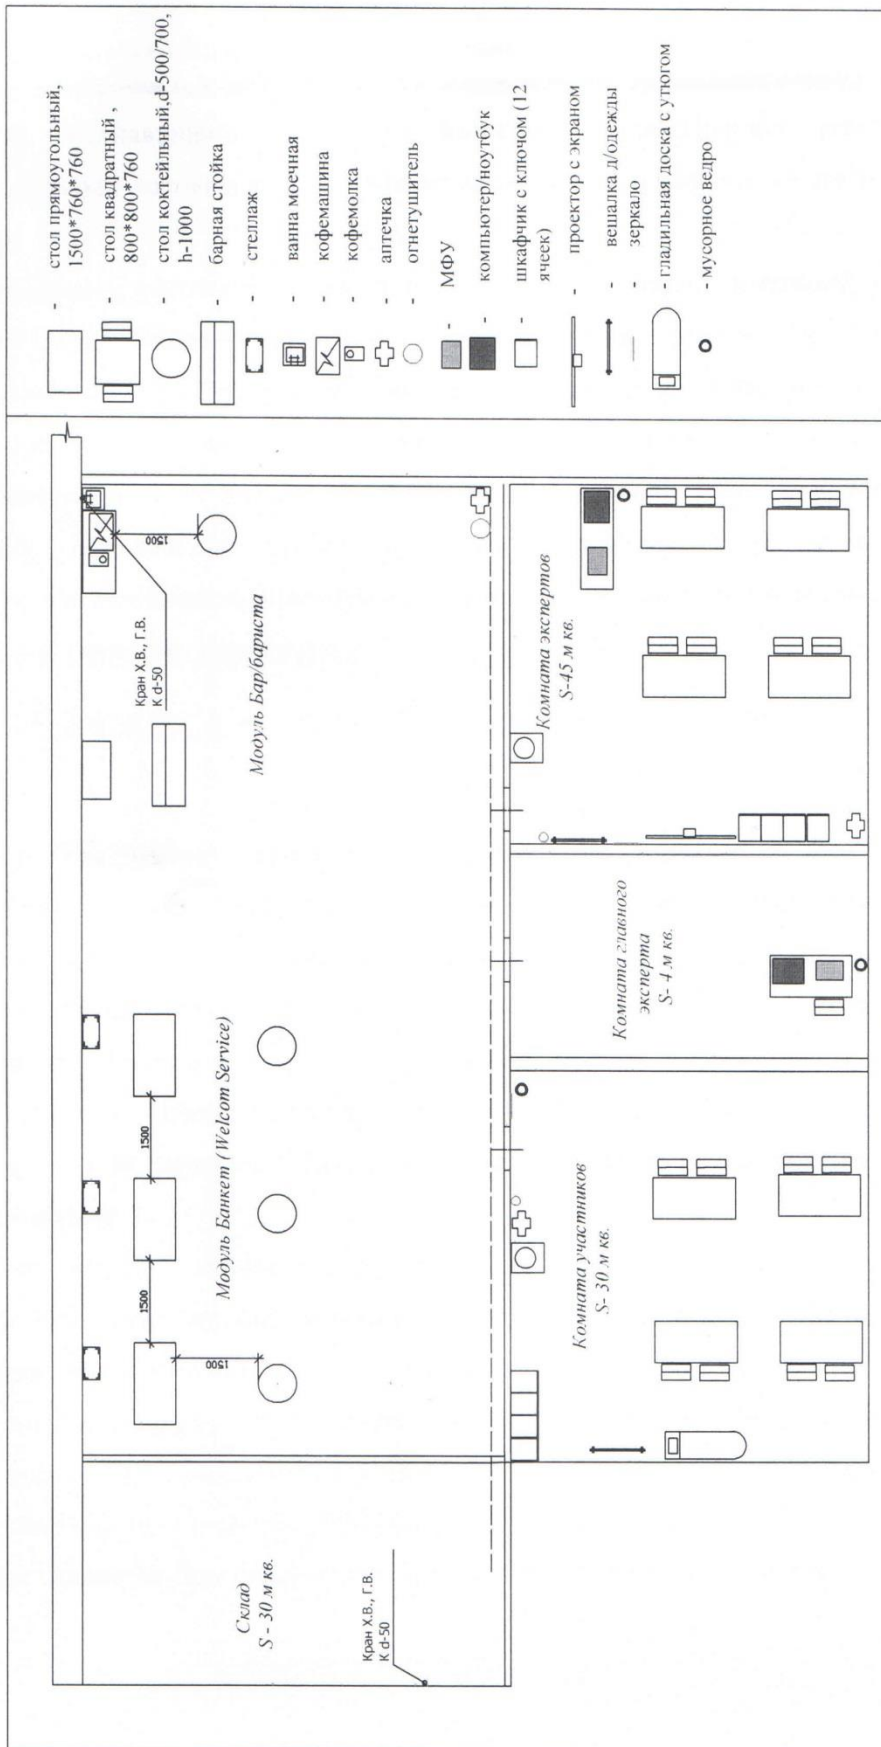 - стол прямоугольный,
1500*760*760
- стол квадратный ,
800*800*760
- стол коктейльный,d-500/700,
h-1000
- барная стойка
- стеллаж
- ванна моечная
- кофемашина
- кофемолка
- аптечка
- огнетушитель
- МФУ
- компьютер/ноутбук
- шкафчик с ключом (12
ячеек)
- проектор с экраном
- вешалка д/одежды
- зеркало
- гладильная доска с утюгом
- мусорное ведро
1500
Кран Х.В., Г.В.
К d-50
Модуль Бар/бариста
Комната экспертов
S-45 м кв.
Комната главного
эксперта
S- 4 м кв.
1500
1500
1500
Модуль Банкет (Welcom Service)
Комната участников
S- 30 м кв.
Склад
S - 30 м кв.
Кран Х.В., Г.В.
К d-50